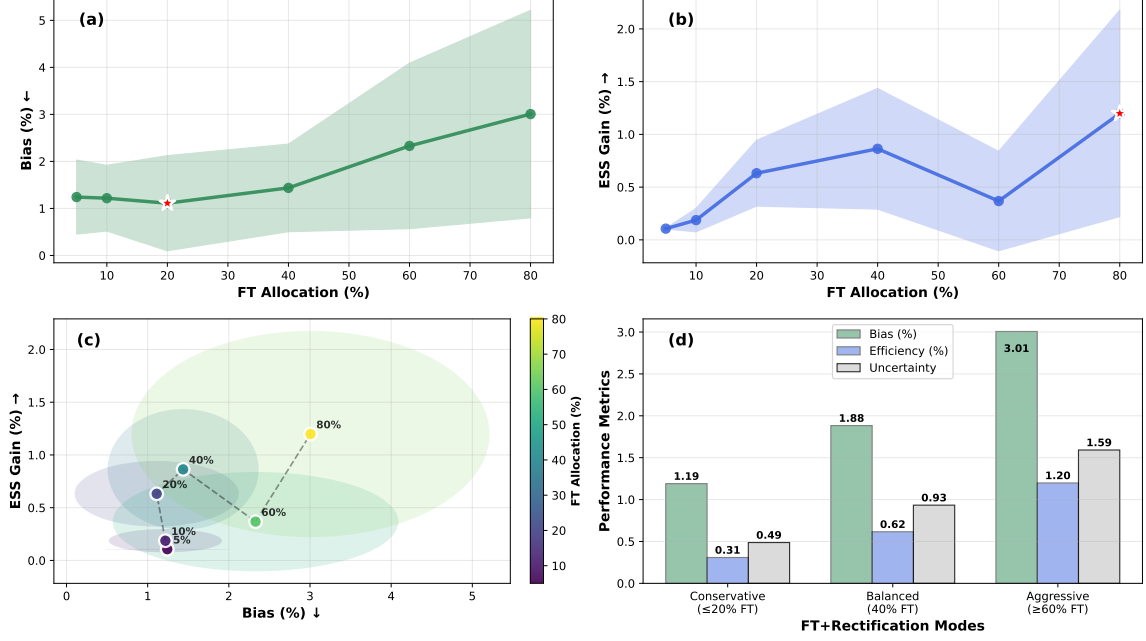 (a)
5
4
3
2
1
0
Bias (%) ←
10 20 30 40 50 60 70 80
FT Allocation (%)
(b)
2.0
1.5
1.0
0.5
0.0
ESS Gain (%) →
10 20 30 40 50 60 70 80
FT Allocation (%)
(c)
2.0
1.5
1.0
0.5
0.0
ESS Gain (%) →
80%
40%
20%
60%
10%
5%
0 1 2 3 4 5
Bias (%) ↓
80
70
60
50
40
30
20
10
FT Allocation (%)
(d)
Bias (%)
Efficiency (%)
Uncertainty
3.0
2.5
2.0
1.5
1.0
0.5
0.0
Performance Metrics
1.19
0.31
0.49
1.88
0.62
0.93
3.01
1.20
1.59
Conservative
(≤20% FT)
Balanced
(40% FT)
Aggressive
(≥60% FT)
FT+Rectification Modes